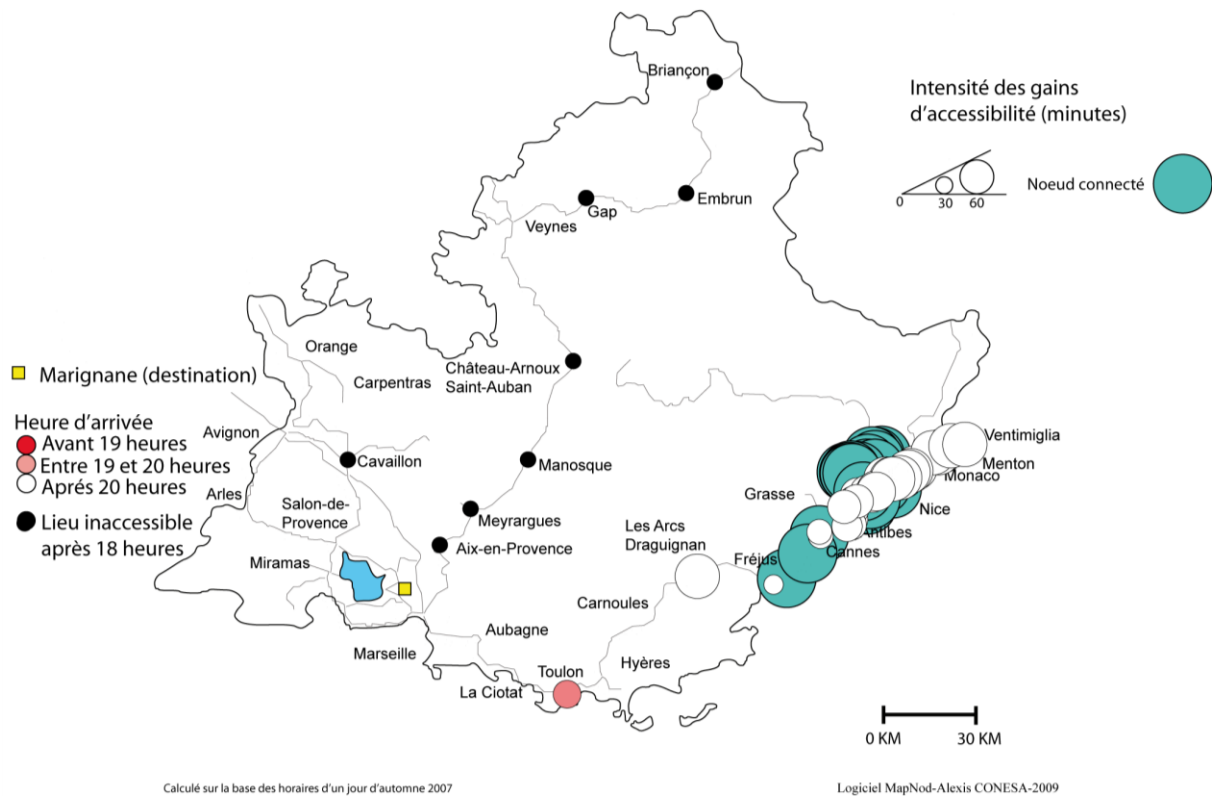 Briançon
Intensité des gains
d'accessibilité (minutes)
0 30 60
Noeud connecté
Embrun
Gap
Veynes
Orange
Carpentras
Château-Arnoux
Saint-Auban
Marignane (destination)
Heure d'arrivée
Avant 19 heures
Entre 19 et 20 heures
Aprés 20 heures
Lieu inaccessible
après 18 heures
Avignon
Cavaillon
Manosque
Ventimiglia
Menton
Monaco
Arles
Salon-de-
Provence
Grasse
Nice
Meyrargues
Les Arcs
Draguignan
Antibes
Aix-en-Provence
Cannes
Fréjus
Miramas
Carnoules
Aubagne
Marseille
Hyères
Toulon
La Ciotat
0 KM 30 KM
Calculé sur la base des horaires d'un jour d'automne 2007
Logiciel MapNod-Alexis CONESA-2009